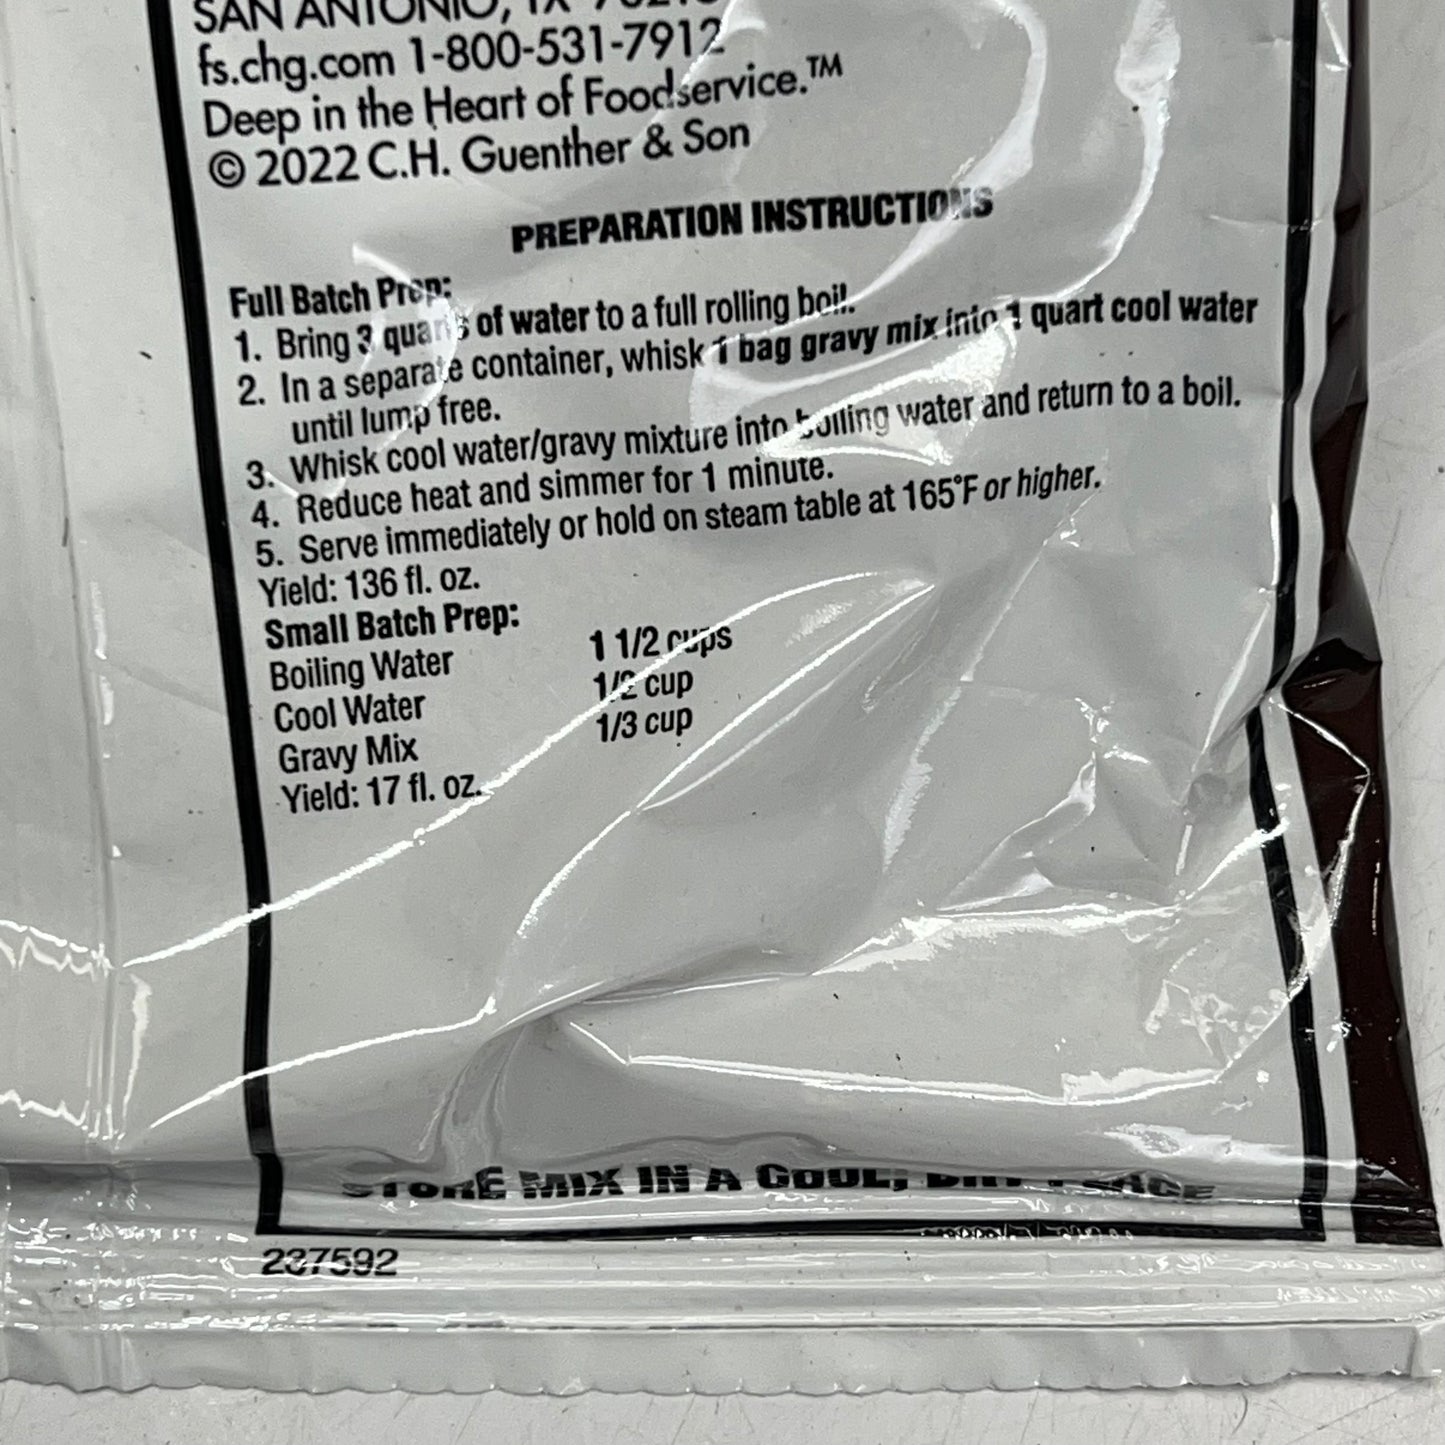 SAN ANTONIO, TX
fs.chg.com 1-800-531-7912
Deep in the Heart of Foodservice.™
© 2022 C.H. Guenther & Son
PREPARATION INSTRUCTIONS
Full Batch Prep:
1. Bring 3 quarts of water to a full rolling boil.
2. In a separate container, whisk 1 bag gravy mix into 1 quart cool water
until lump free.
3. Whisk cool water/gravy mixture into boiling water and return to a boil.
4. Reduce heat and simmer for 1 minute.
5. Serve immediately or hold on steam table at 165°F or higher.
Yield: 136 fl. oz.
Small Batch Prep:
Boiling Water 1 1/2 cups
Cool Water 1/2 cup
Gravy Mix 1/3 cup
Yield: 17 fl. oz.
STORE MIX IN A COOL, DRY PLACE
237592